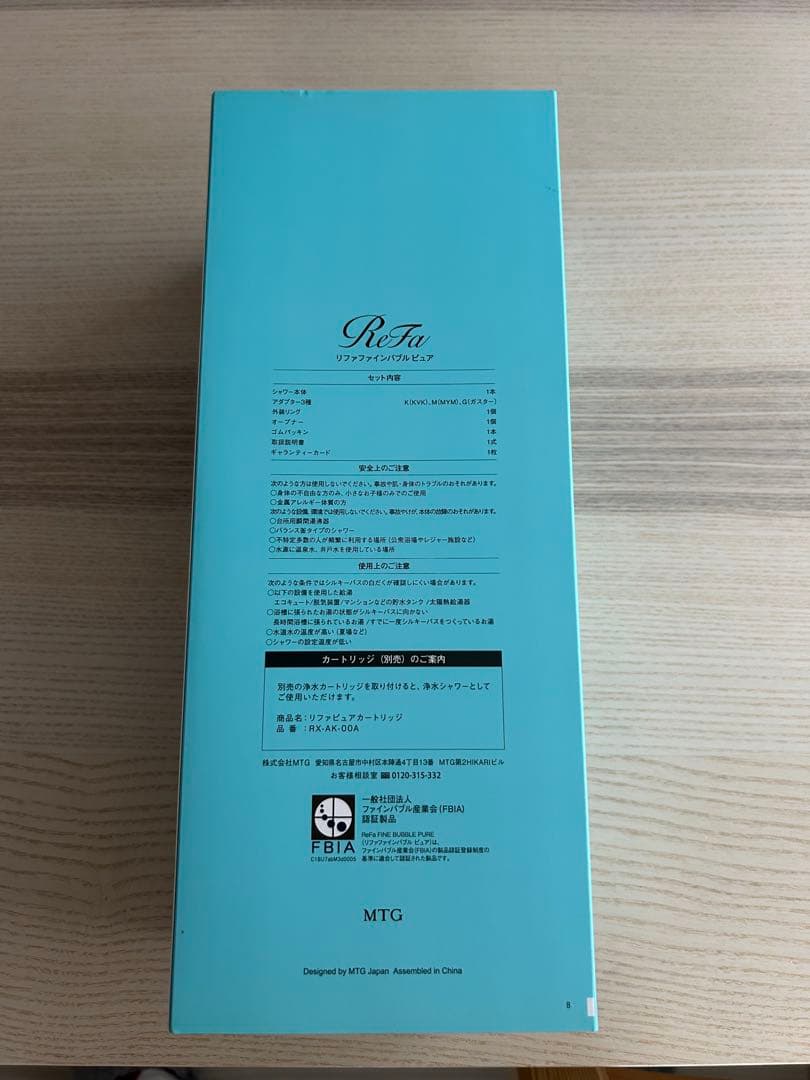 ReFa
リファファインバブル ピュア
セット内容
シャワー本体 1本
アダプター3種 K(KVK)、M(MYM)、G(ガスター)
外装リング 1個
オープナー 1個
ゴムパッキン 1本
取扱説明書 1式
ギャランティーカード 1枚
安全上のご注意
次のような方は使用しないでください。事故や肌・身体のトラブルのおそれがあります。
○身体の不自由な方のみ、小さなお子様のみでのご使用
○金属アレルギー体質の方
次のような設備、環境では使用しないでください。事故やけが、本体の故障のおそれがあります。
○台所用瞬間湯沸器
○バランス釜タイプのシャワー
○不特定多数の人が頻繁に利用する場所 (公衆浴場やレジャー施設など)
○水源に温泉水、井戸水を使用している場所
使用上のご注意
次のような条件ではシルキーバスの白だくが確認しにくい場合があります。
○以下の設備を使用した給湯
エコキュート/脱気装置/マンションなどの貯水タンク /太陽熱給湯器
○浴槽に張られたお湯の状態がシルキーバスに向かない
長時間浴槽に張られているお湯 /すでに一度シルキーバスをつくっているお湯
○水道水の温度が高い (夏場など)
○シャワーの設定温度が低い
カートリッジ (別売) のご案内
別売の浄水カートリッジを取り付けると、浄水シャワーとして
ご使用いただけます。
商品名：リファピュアカートリッジ
品 番 ：RX-AK-00A
株式会社MTG 愛知県名古屋市中村区本陣通4丁目13番 MTG第2HIKARIビル
お客様相談室 0120-315-332
一般社団法人
ファインバブル産業会(FBIA)
認証製品
FBIA
ReFa FINE BUBBLE PURE
(リファファインバブル ピュア)は、
ファインバブル産業会(FBIA)の製品認証登録制度の
基準に適合して認証された製品です。
MTG
Designed by MTG Japan Assembled in China
B